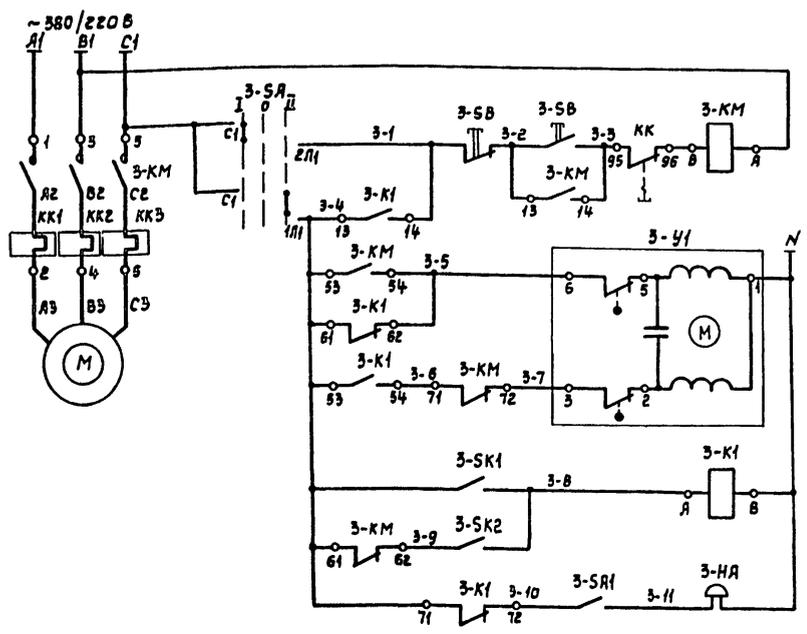 ~380/220 В
А1 В1 С1
3-SA
I 0 II
1 3 5
3-КМ
А2 В2 С2
КК1 КК2 КК3
2 4 6
А3 В3 С3
М
С1
2Л1
С1
1Л1
3-1
3-SB
3-2
3-SB
3-3
КК
3-КМ
95 96 В А
3-КМ
13 14
3-4
3-К1
13 14
3-КМ
3-5
53 54
3-К1
61 62
3-К1
3-6
3-КМ
3-7
53 54 71 72
3-У1
N
6 5 1
М
3 2
3-SK1
3-8
3-К1
А В
3-КМ
3-9
3-SK2
61 62
3-К1
3-10
3-SA1
3-11
3-НА
71 72